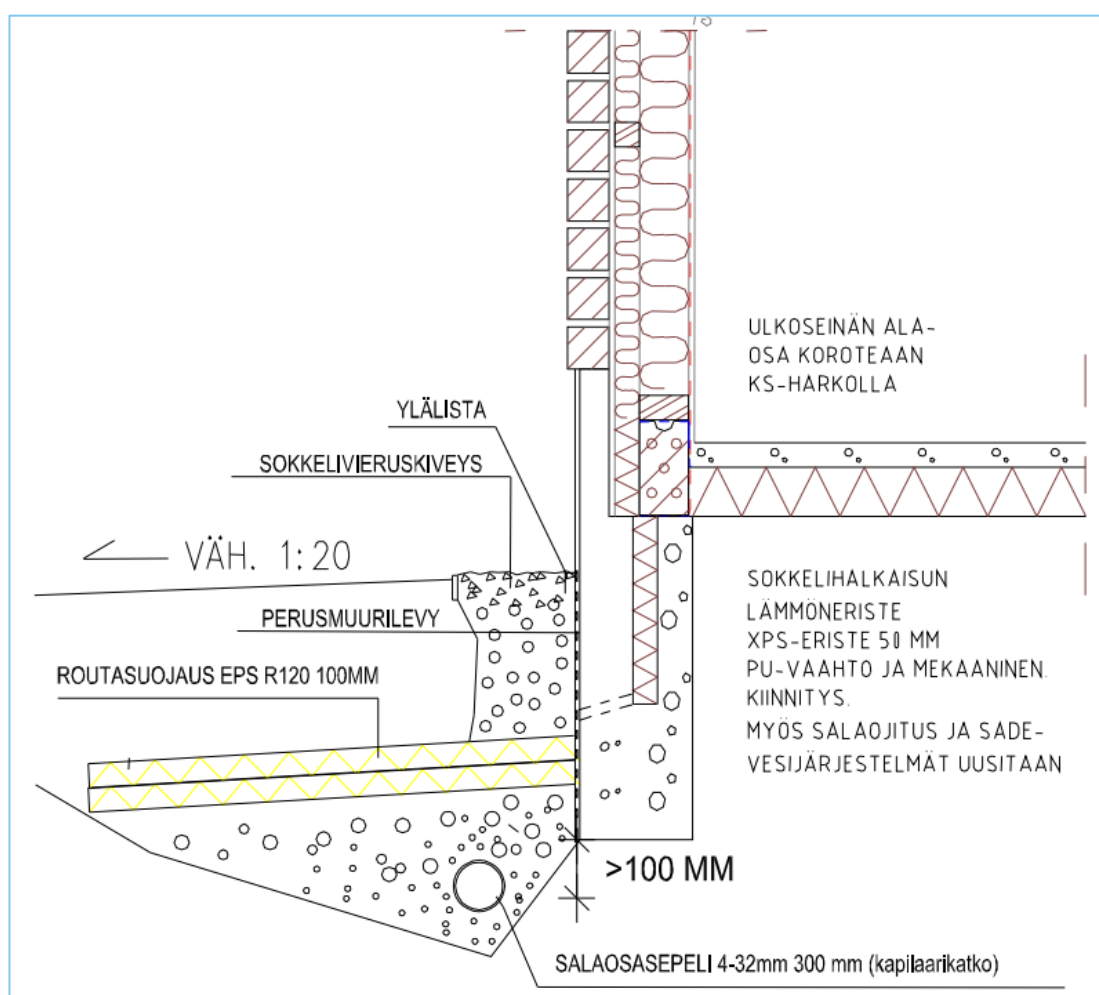 ULKOSEINÄN ALA-
OSA KOROTEAAN
KS-HARKOLLA
YLÄLISTA
SOKKELIVIERUSKIVEYS
VÄH. 1:20
PERUSMUURILEVY
ROUTASUOJAUS EPS R120 100MM
SOKKELIHALKAISUN
LÄMMÖNERISTE
XPS-ERISTE 50 MM
PU-VAAHTO JA MEKAANINEN.
KIINNITYS.
MYÖS SALAOJITUS JA SADE-
VESIJÄRJESTELMÄT UUSITAAN
>100 MM
SALAOSASEPELI 4-32mm 300 mm (kapilaarikatko)